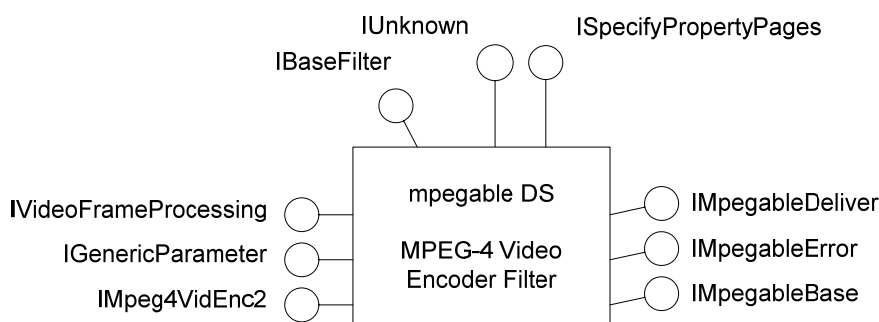 IUnknown
ISpecifyPropertyPages
IBaseFilter
mpegable DS
IVideoFrameProcessing
IMpegableDeliver
IGenericParameter
MPEG-4 Video
Encoder Filter
IMpegableError
IMpeg4VidEnc2
IMpegableBase